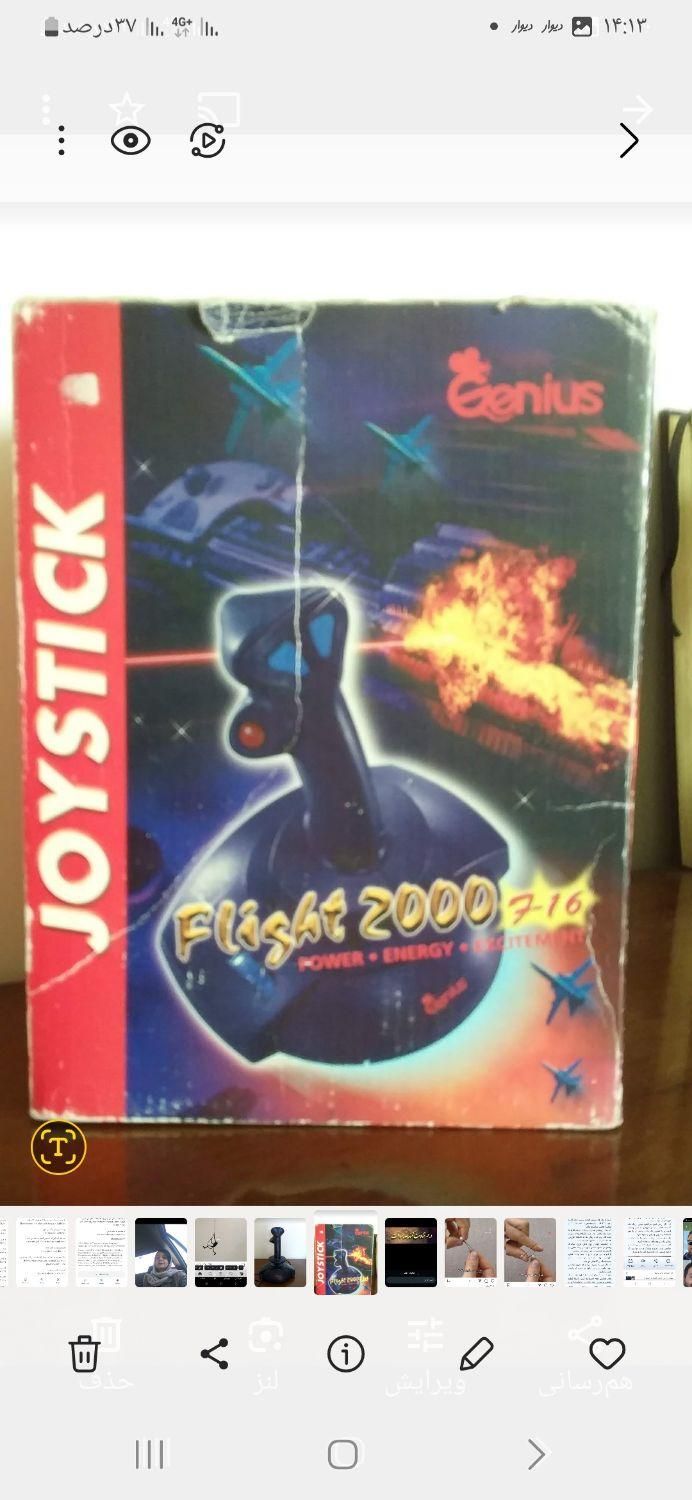 ۱۴:۱۳
دیوار دیوار
4G+
۳۷درصد
Genius
JOYSTICK
Flight 2000 F-16
POWER • ENERGY • EXCITEMENT
Genius
T
هم‌رسانی
ویرایش
لنز
حذف